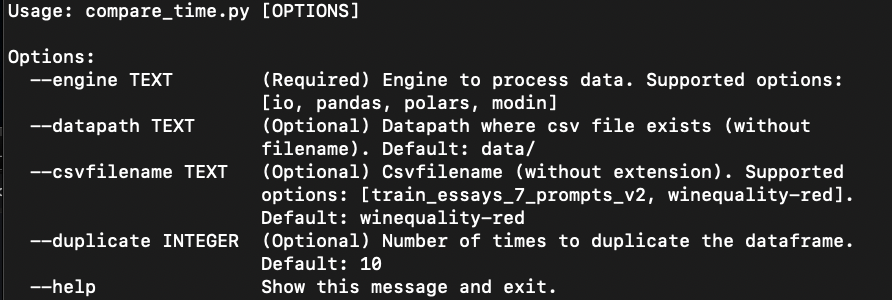 Usage: compare_time.py [OPTIONS]

Options:
  --engine TEXT        (Required) Engine to process data. Supported options:
                       [io, pandas, polars, modin]
  --datapath TEXT      (Optional) Datapath where csv file exists (without
                       filename). Default: data/
  --csvfilename TEXT   (Optional) Csvfilename (without extension). Supported
                       options: [train_essays_7_prompts_v2, winequality-red].
                       Default: winequality-red
  --duplicate INTEGER  (Optional) Number of times to duplicate the dataframe.
                       Default: 10
  --help               Show this message and exit.